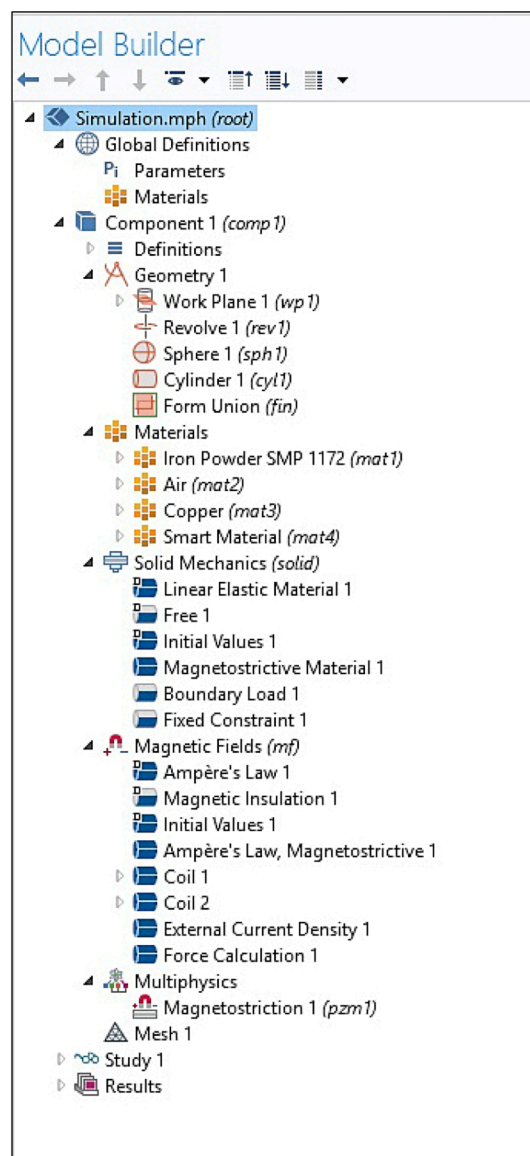 Model Builder
Simulation.mph (root)
Global Definitions
Pi Parameters
Materials
Component 1 (comp1)
Definitions
Geometry 1
Work Plane 1 (wp1)
Revolve 1 (rev1)
Sphere 1 (sph1)
Cylinder 1 (cyl1)
Form Union (fin)
Materials
Iron Powder SMP 1172 (mat1)
Air (mat2)
Copper (mat3)
Smart Material (mat4)
Solid Mechanics (solid)
Linear Elastic Material 1
Free 1
Initial Values 1
Magnetostrictive Material 1
Boundary Load 1
Fixed Constraint 1
Magnetic Fields (mf)
Ampère's Law 1
Magnetic Insulation 1
Initial Values 1
Ampère's Law, Magnetostrictive 1
Coil 1
Coil 2
External Current Density 1
Force Calculation 1
Multiphysics
Magnetostriction 1 (pzm1)
Mesh 1
Study 1
Results